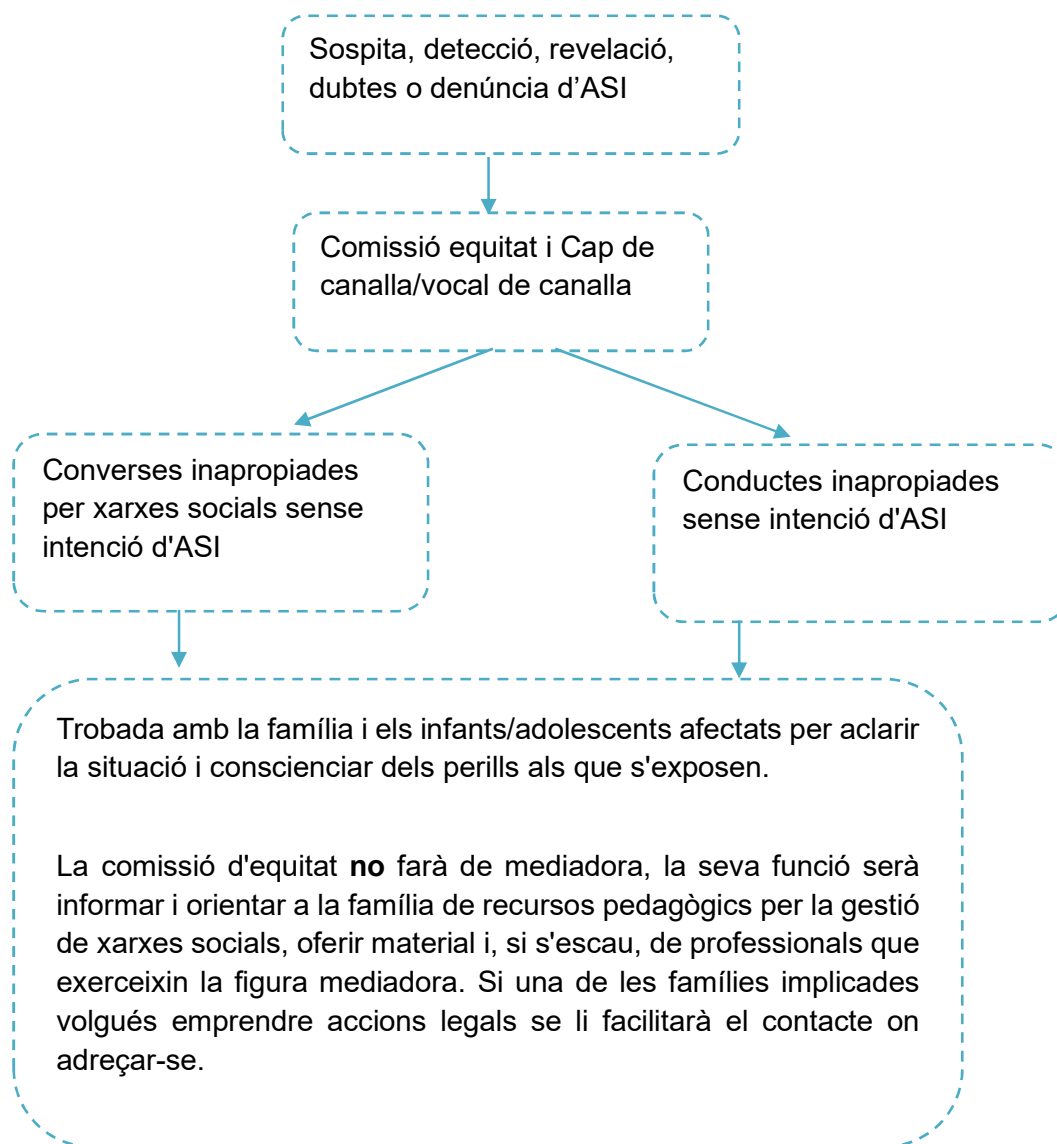 Sospita, detecció, revelació,
dubtes o denúncia d’ASI
Comissió equitat i Cap de
canalla/vocal de canalla
Converses inapropiades
per xarxes socials sense
intenció d'ASI
Conductes inapropiades
sense intenció d'ASI
Trobada amb la família i els infants/adolescents afectats per aclarir
la situació i conscienciar dels perills als que s'exposen.
La comissió d'equitat no farà de mediadora, la seva funció serà
informar i orientar a la família de recursos pedagògics per la gestió
de xarxes socials, oferir material i, si s'escau, de professionals que
exerceixin la figura mediadora. Si una de les famílies implicades
volgués emprendre accions legals se li facilitarà el contacte on
adreçar-se.